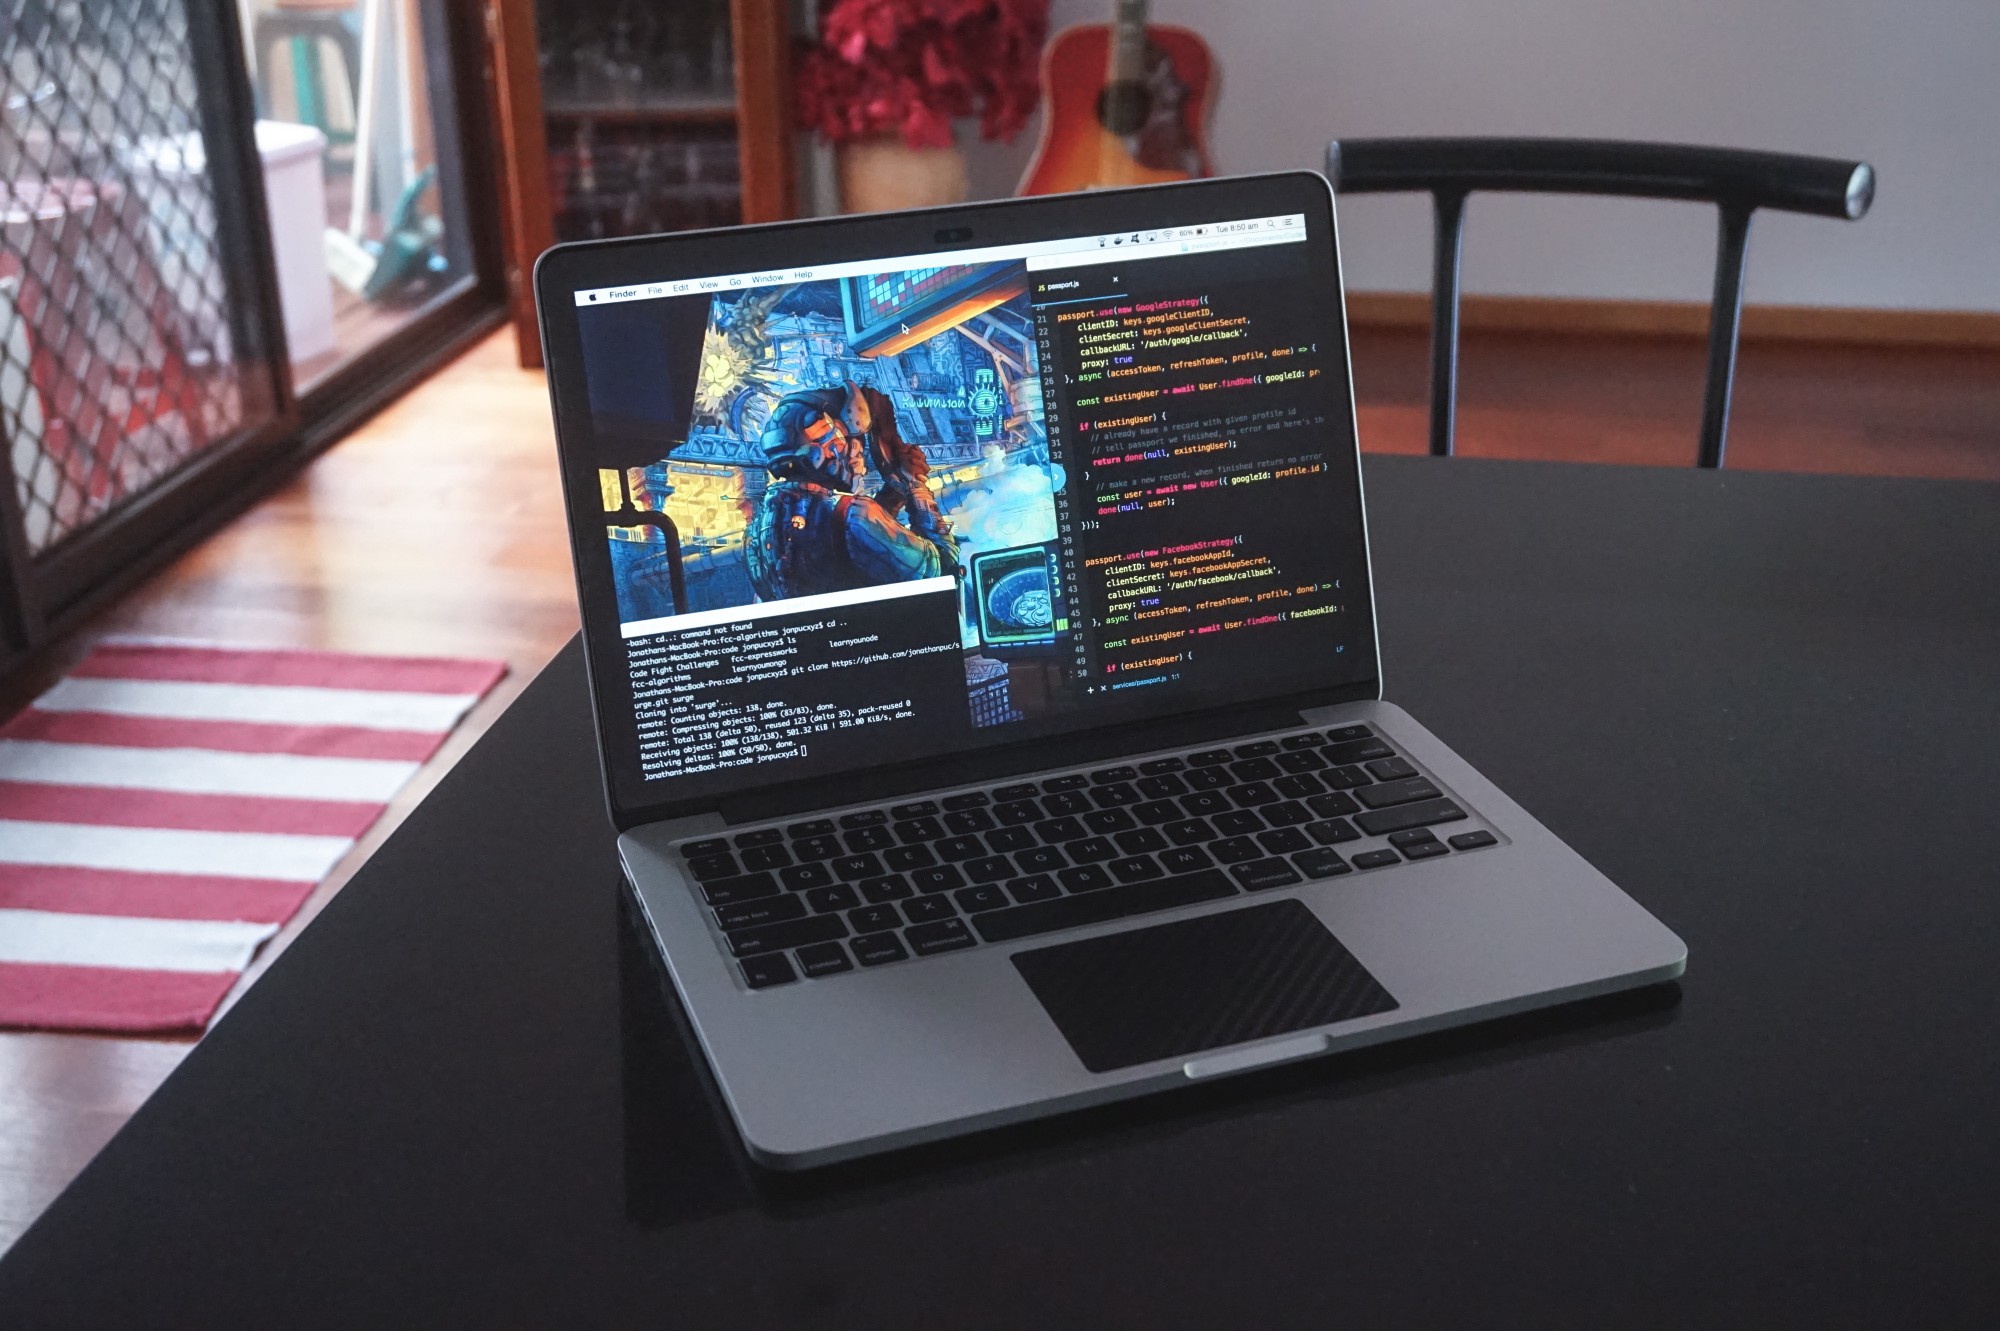 Finder File Edit View Go Window Help
60% Tue 8:50 am
JS passport.js ×
21 passport.use(new GoogleStrategy({
22 clientID: keys.googleClientID,
23 clientSecret: keys.googleClientSecret,
24 callbackURL: '/auth/google/callback',
25 proxy: true
26 }, async (accessToken, refreshToken, profile, done) => {
27
28 const existingUser = await User.findOne({ googleId: pr
29
30 if (existingUser) {
31 // already have a record with given profile id
32 // tell passport we finished, no error and here's th
return done(null, existingUser);
}
// make a new record, when finished return no error
35 const user = await new User({ googleId: profile.id }
36 done(null, user);
37 }));
38
39
40 passport.use(new FacebookStrategy({
41 clientID: keys.facebookAppId,
42 clientSecret: keys.facebookAppSecret,
43 callbackURL: '/auth/facebook/callback',
44 proxy: true
45 }, async (accessToken, refreshToken, profile, done) => {
46
47 const existingUser = await User.findOne({ facebookId:
48
49 if (existingUser) {
50
+ × services/passport.js 1:1 LF
-bash: cd..: command not found
Jonathans-MacBook-Pro:fcc-algorithms jonpucxyz$ cd ..
Jonathans-MacBook-Pro:code jonpucxyz$ ls
Code Fight Challenges fcc-expressworks learnyounode
fcc-algorithms learnyoumongo
Jonathans-MacBook-Pro:code jonpucxyz$ git clone https://github.com/jonathanpuc/s
urge.git surge
Cloning into 'surge'...
remote: Counting objects: 138, done.
remote: Compressing objects: 100% (83/83), done.
remote: Total 138 (delta 50), reused 123 (delta 35), pack-reused 0
Receiving objects: 100% (138/138), 501.32 KiB | 591.00 KiB/s, done.
Resolving deltas: 100% (50/50), done.
Jonathans-MacBook-Pro:code jonpucxyz$
Q W E R T Y U I O P
caps lock A S D F G H J K L
Z X C V B N M
fn control option command command option